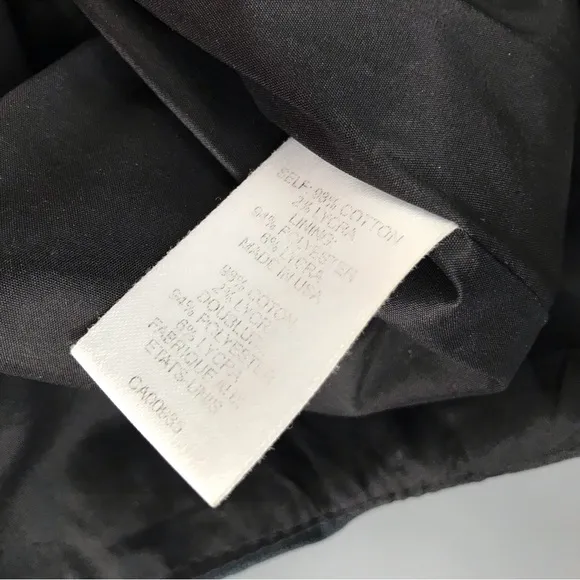 SELF: 98% COTTON
2% LYCRA
LINING:
94% POLYESTER
6% LYCRA
MADE IN USA
98% COTON
2% LYCRA
DOUBLURE
94% POLYESTER
6% LYCRA
FABRIQUE AUX
ETATS-UNIS